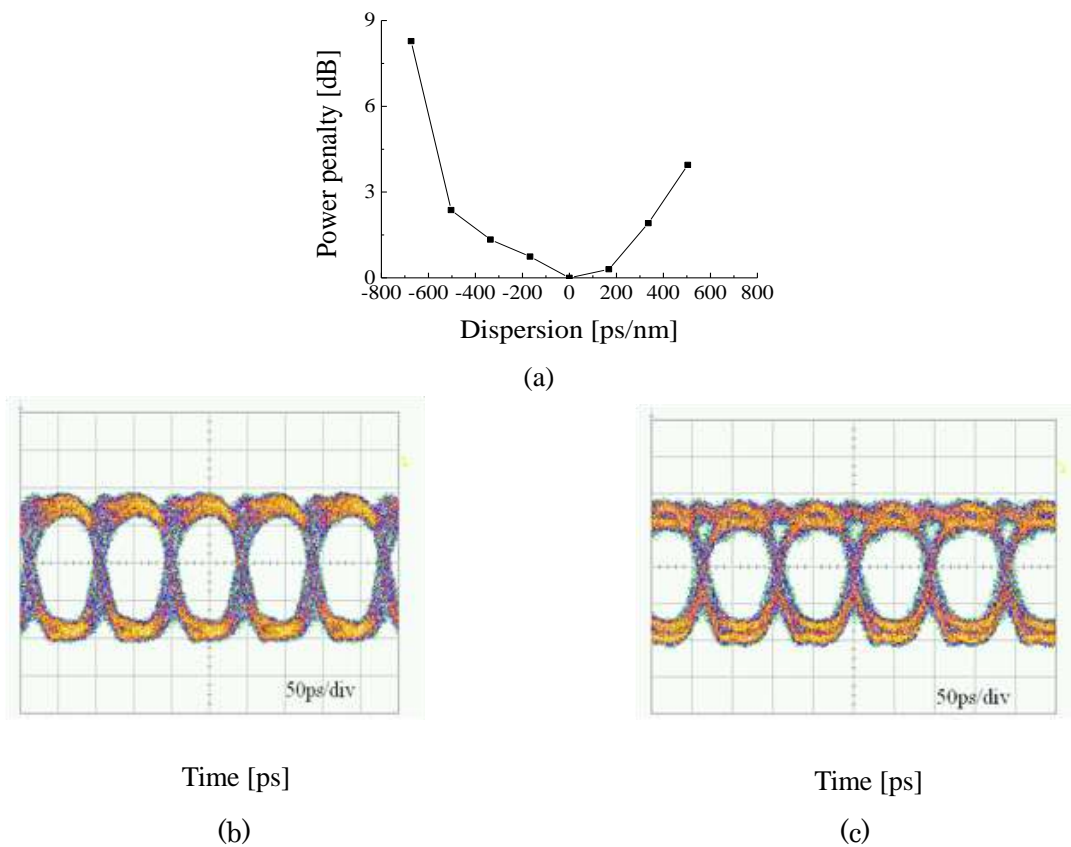 9
6
3
0
Power penalty [dB]
-800 -600 -400 -200 0 200 400 600 800
Dispersion [ps/nm]
(a)
50ps/div
50ps/div
Time [ps]
Time [ps]
(b)
(c)